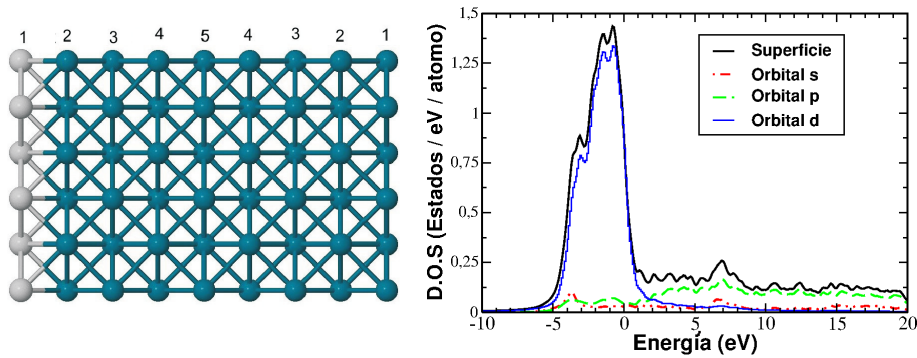 1 2 3 4 5 4 3 2 1
1,5
1,25
1
0,75
0,5
0,25
0
-10 -5 0 5 10 15 20
D.O.S (Estados / eV / atomo)
Energía (eV)
Superficie
Orbital s
Orbital p
Orbital d